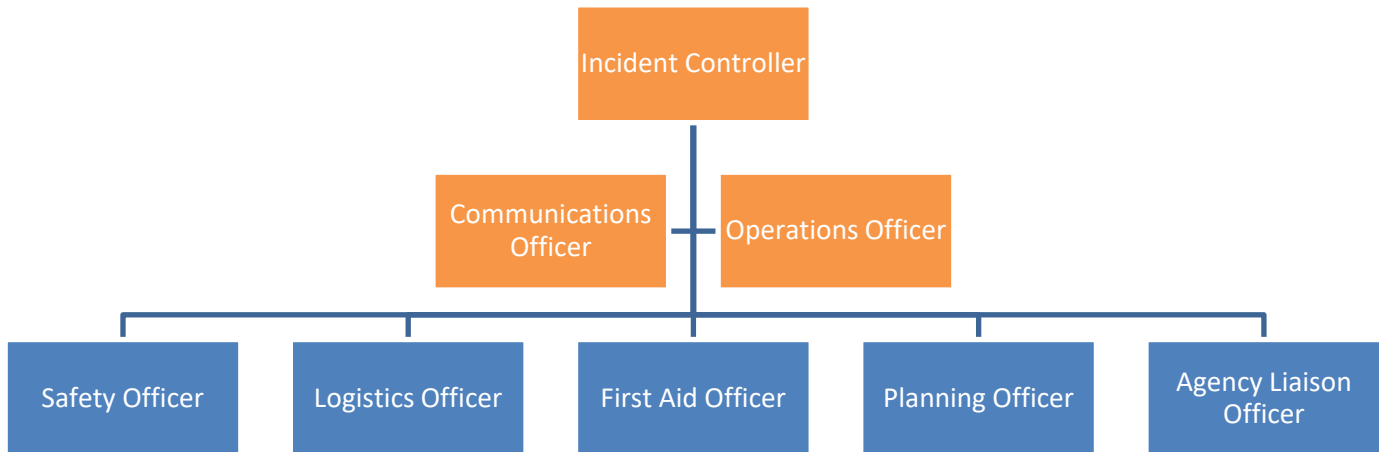 Incident Controller
Communications
Officer
Operations Officer
Safety Officer
Logistics Officer
First Aid Officer
Planning Officer
Agency Liaison
Officer